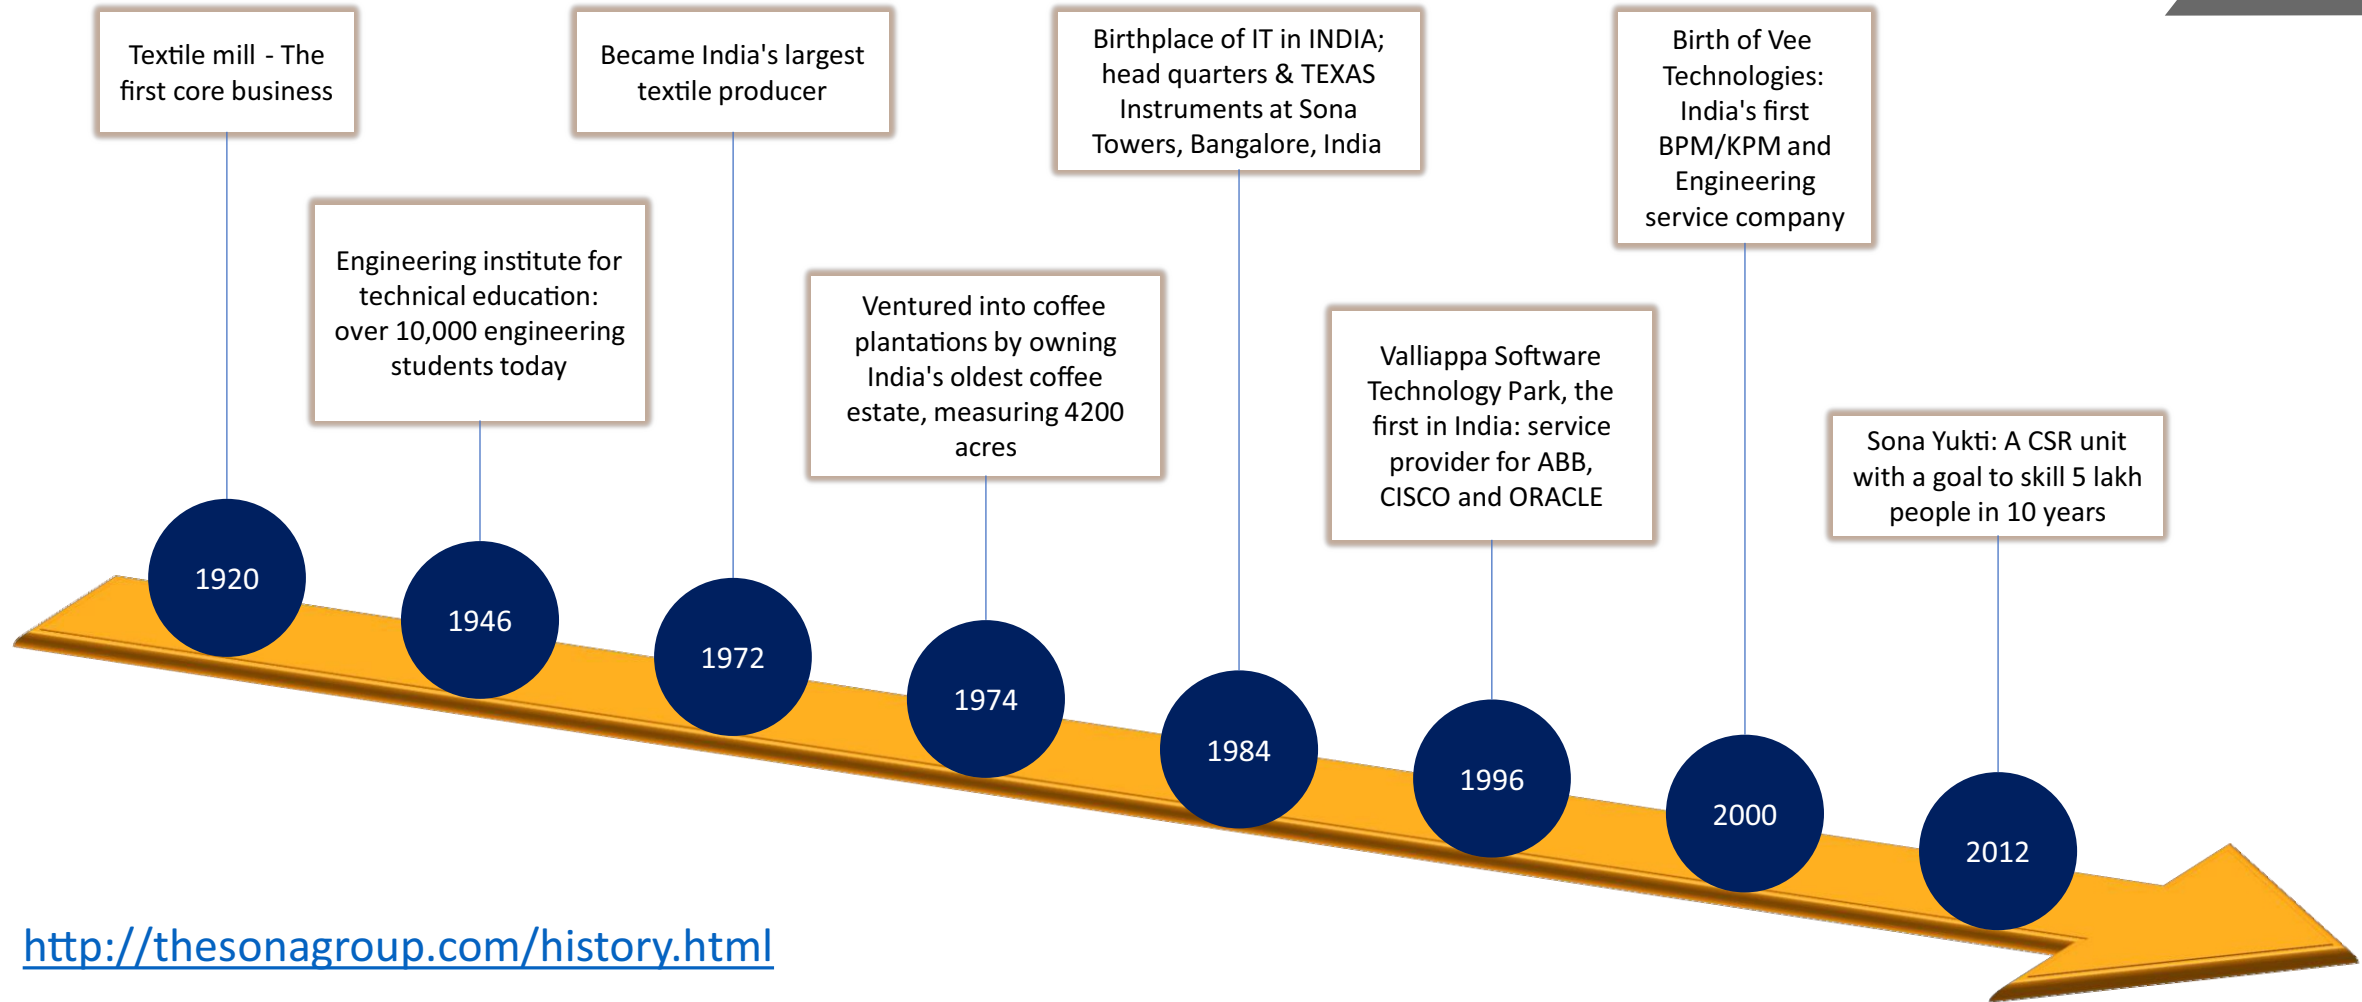 Textile mill - The
first core business
Engineering institute for
technical education:
over 10,000 engineering
students today
Became India's largest
textile producer
Ventured into coffee
plantations by owning
India's oldest coffee
estate, measuring 4200
acres
Birthplace of IT in INDIA;
head quarters & TEXAS
Instruments at Sona
Towers, Bangalore, India
Valliappa Software
Technology Park, the
first in India: service
provider for ABB,
CISCO and ORACLE
Birth of Vee
Technologies:
India's first
BPM/KPM and
Engineering
service company
Sona Yukti: A CSR unit
with a goal to skill 5 lakh
people in 10 years
1920
1946
1972
1974
1984
1996
2000
2012
http://thesonagroup.com/history.html